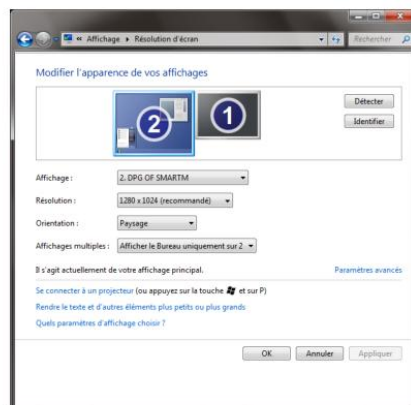 « Affichage ▸ Résolution d'écran
Rechercher
Modifier l'apparence de vos affichages
2
1
Détecter
Identifier
Affichage :
2. DPG OF SMARTM
Résolution :
1280 x 1024 (recommandé)
Orientation :
Paysage
Affichages multiples :
Afficher le Bureau uniquement sur 2
Il s'agit actuellement de votre affichage principal.
Paramètres avancés
Se connecter à un projecteur (ou appuyez sur la touche et sur P)
Rendre le texte et d'autres éléments plus petits ou plus grands
Quels paramètres d'affichage choisir ?
OK
Annuler
Appliquer